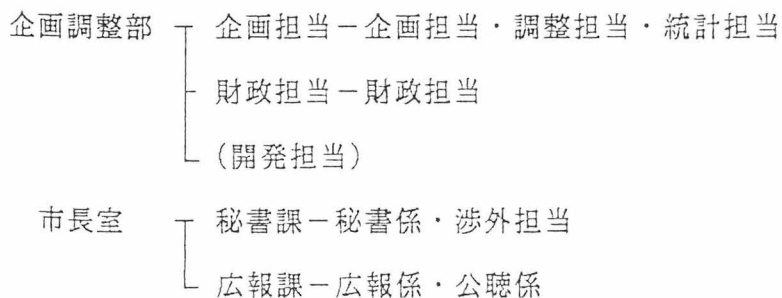 企画調整部 ┬ 企画担当－企画担当・調整担当・統計担当
├ 財政担当－財政担当
└ (開発担当)
市長室 ┬ 秘書課－秘書係・渉外担当
└ 広報課－広報係・公聴係